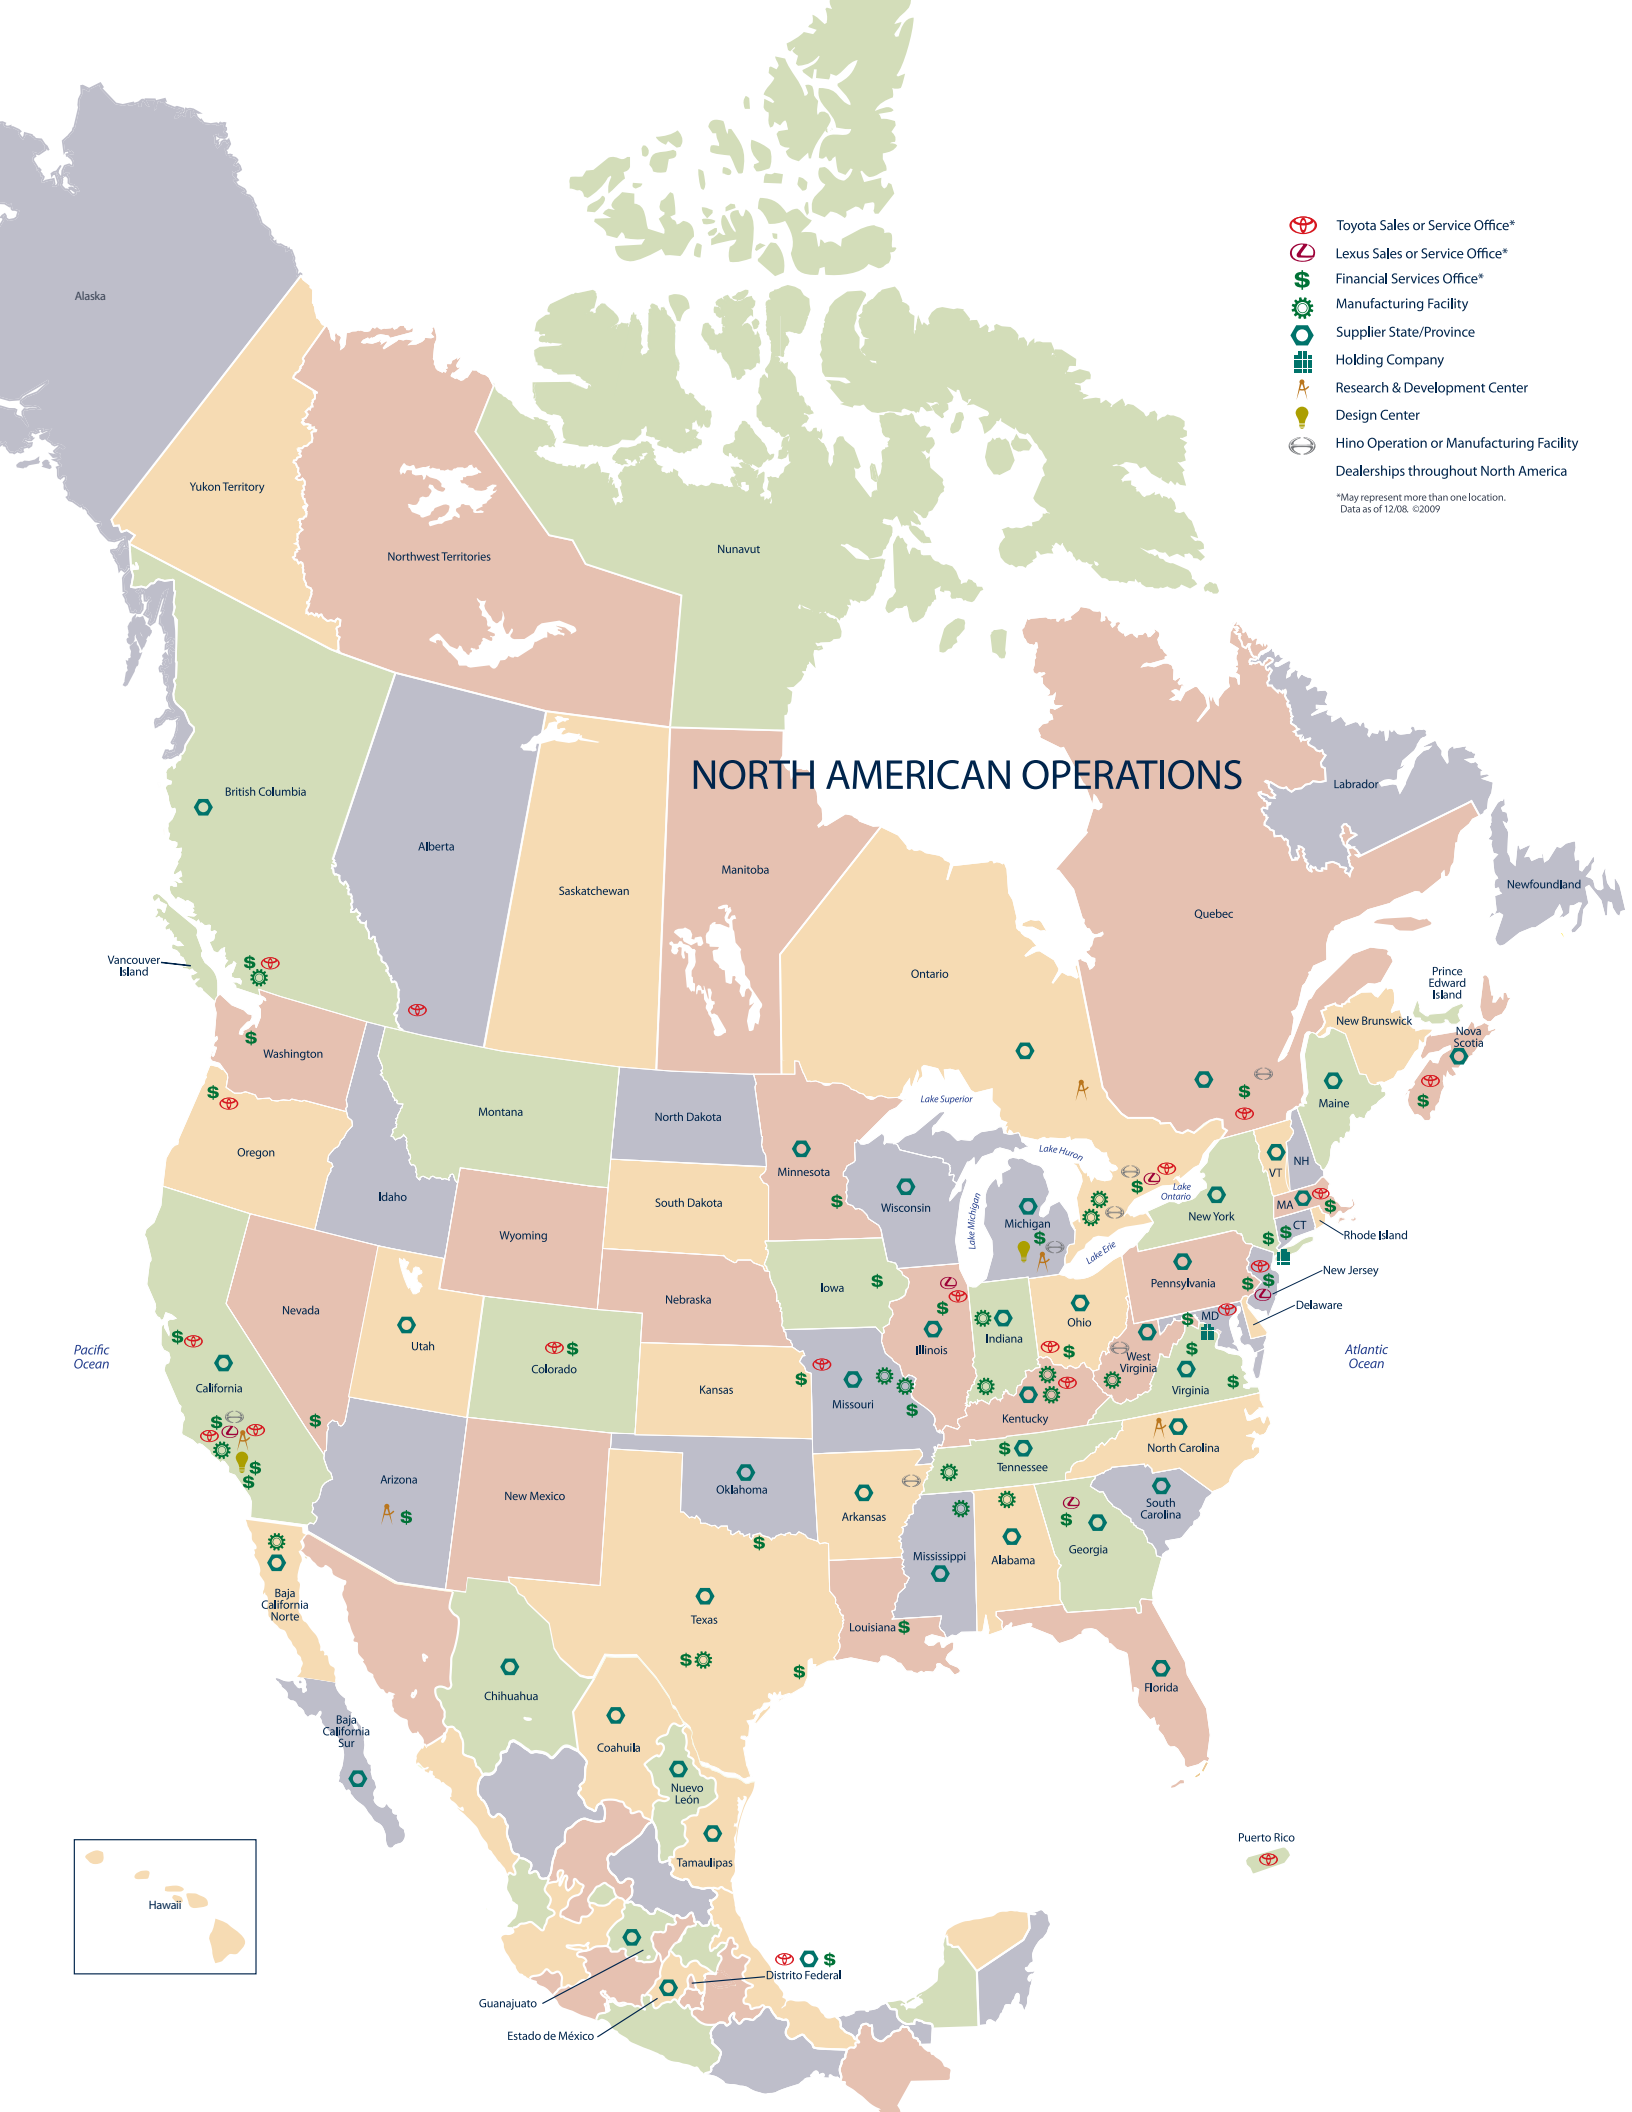 Toyota Sales or Service Office*
Lexus Sales or Service Office*
$ Financial Services Office*
Manufacturing Facility
Supplier State/Province
Holding Company
Research & Development Center
Design Center
Hino Operation or Manufacturing Facility
Dealerships throughout North America
*May represent more than one location.
Data as of 12/08. ©2009
Alaska
Yukon Territory
Northwest Territories
Nunavut
NORTH AMERICAN OPERATIONS
British Columbia
Labrador
Alberta
Manitoba
Saskatchewan
Newfoundland
Quebec
Vancouver
Island
Ontario
Prince
Edward
Island
New Brunswick
Nova
Scotia
Washington
Lake Superior
Maine
Montana
North Dakota
Oregon
Lake Huron
Minnesota
VT
NH
Idaho
South Dakota
Wisconsin
Lake Michigan
Michigan
Lake
Ontario
New York
MA
CT
Rhode Island
Wyoming
Lake Erie
Iowa
Pennsylvania
New Jersey
Delaware
Nevada
Nebraska
Ohio
MD
Pacific
Ocean
Utah
Colorado
Illinois
Indiana
West
Virginia
Atlantic
Ocean
California
Kansas
Missouri
Virginia
Kentucky
North Carolina
Tennessee
Arizona
New Mexico
Oklahoma
Arkansas
South
Carolina
Mississippi
Alabama
Georgia
Baja
California
Norte
Texas
Louisiana
Florida
Chihuahua
Baja
California
Sur
Coahuila
Nuevo
León
Tamaulipas
Puerto Rico
Hawaii
Distrito Federal
Guanajuato
Estado de México